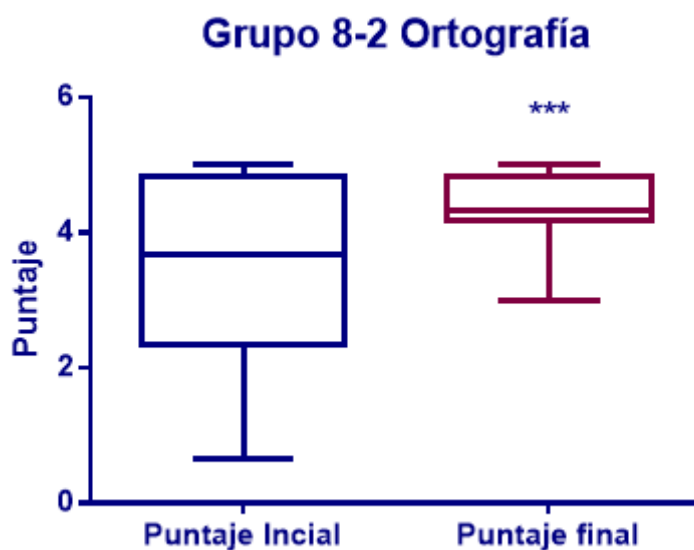 Grupo 8-2 Ortografía
***
Puntaje
6
4
2
0
Puntaje Incial
Puntaje final